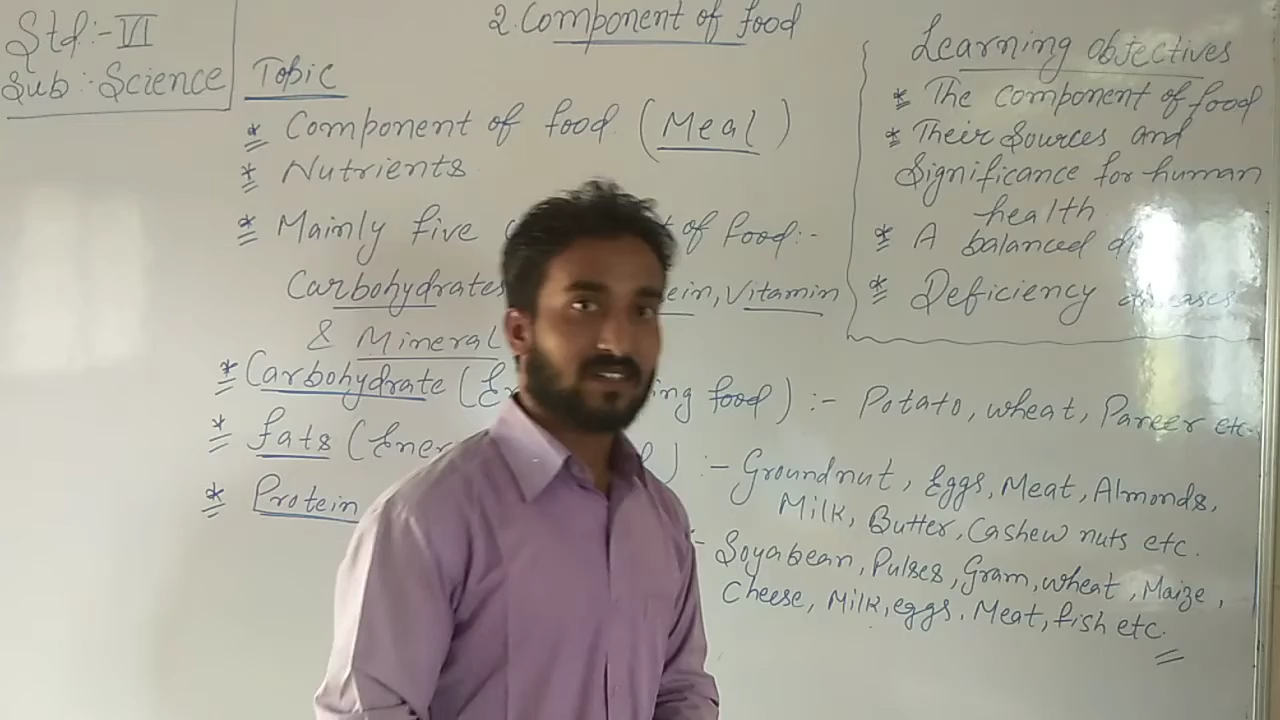 Std:- VI
Sub:- Science
2. Component of food
Topic
* Component of food (Meal)
* Nutrients
* Mainly five of food:-
Carbohydrates Vitamin
& Mineral
* Carbohydrate ( food) :- Potato, wheat, Paneer etc.
* fats ( :- Groundnut, Eggs, Meat, Almonds,
Milk, Butter, Cashew nuts etc.
* Protein Soyabean, Pulses, Gram, wheat, Maize,
Cheese, Milk, eggs, Meat, fish etc.
Learning objectives
* The component of food
* Their Sources and
Significance for human
health
* A balanced
* Deficiency diseases